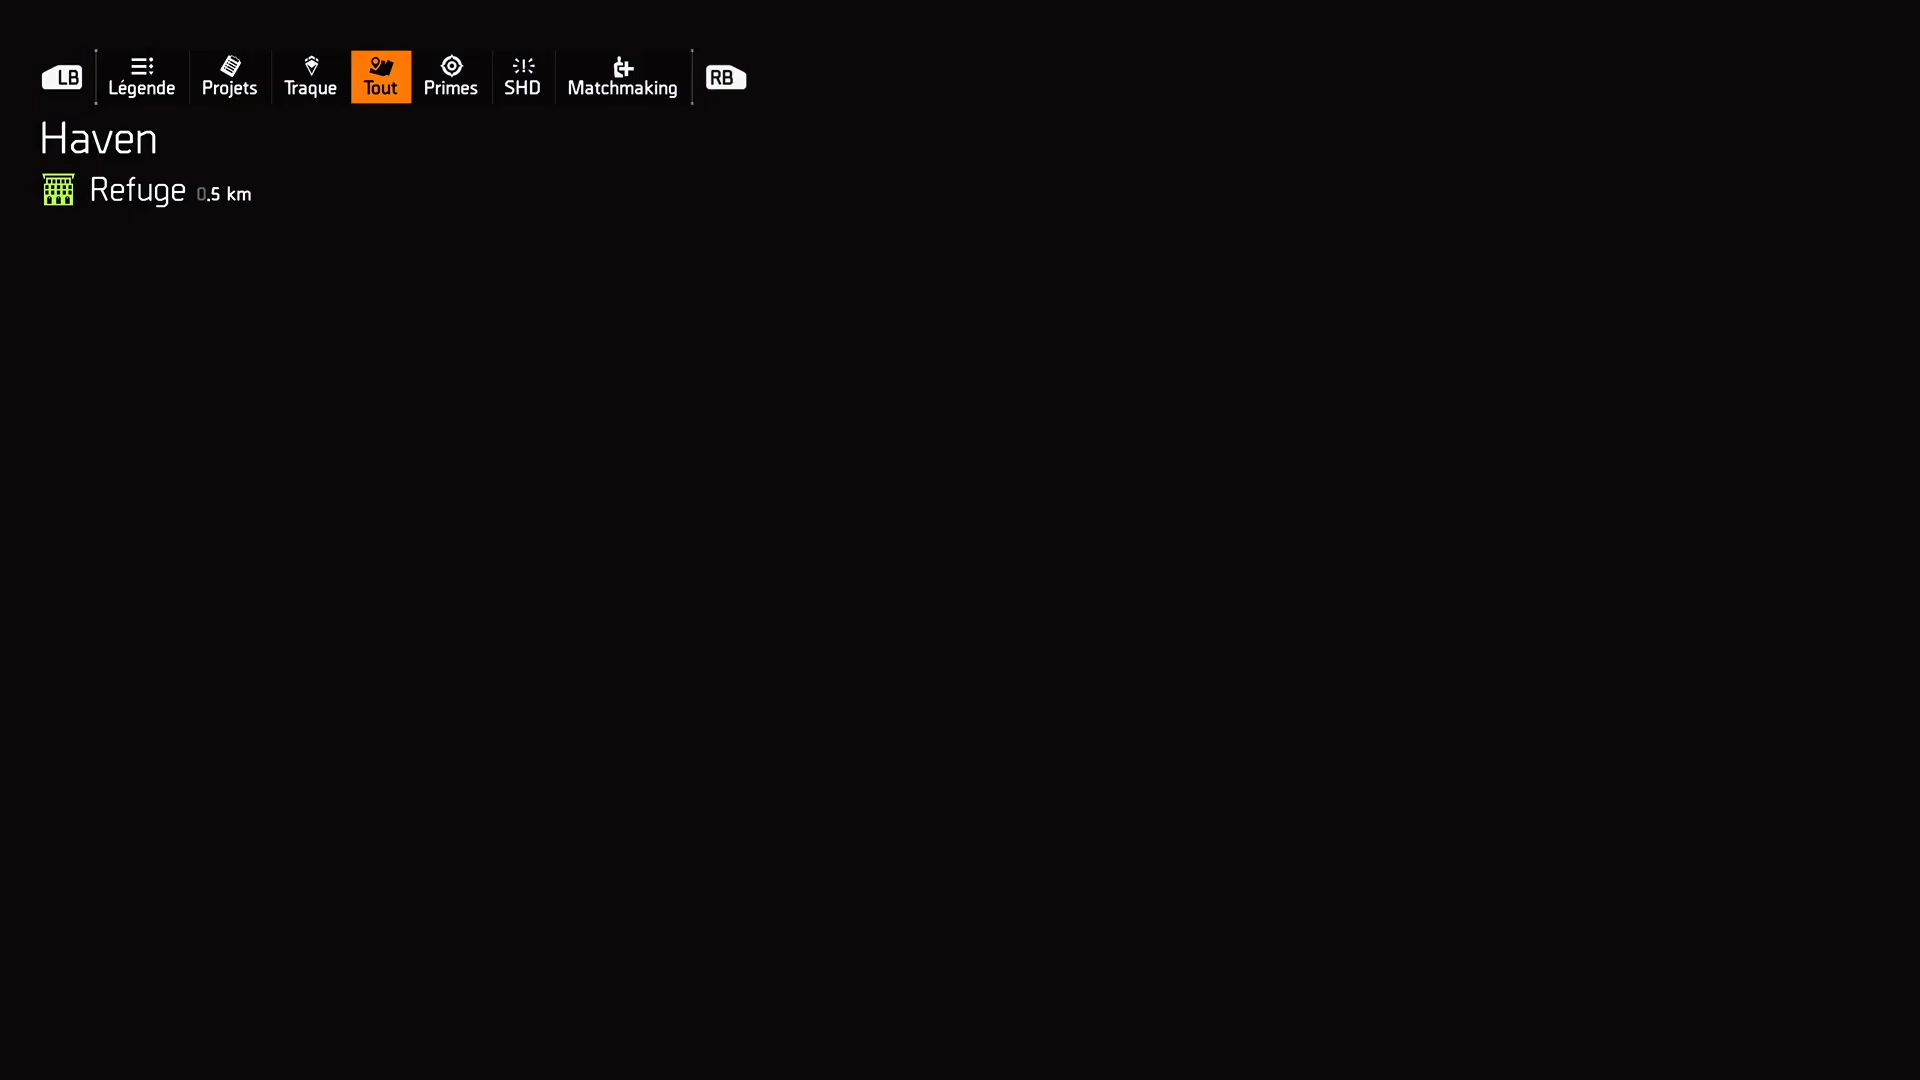 LB Légende Projets Traque Tout Primes SHD Matchmaking RB
Haven
Refuge 0.5 km